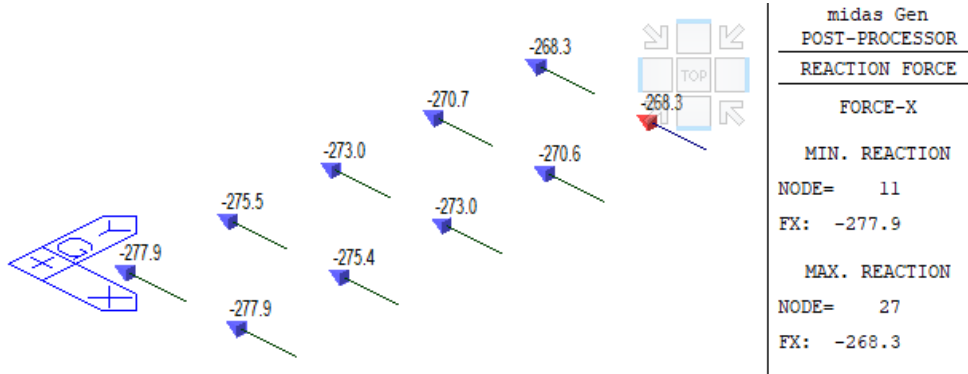 midas Gen
POST-PROCESSOR
REACTION FORCE
FORCE-X
MIN. REACTION
NODE= 11
FX: -277.9
MAX. REACTION
NODE= 27
FX: -268.3
-268.3
TOP
-270.7
-268.3
-273.0
-270.6
-275.5
-273.0
-277.9
-275.4
-277.9
X
Y